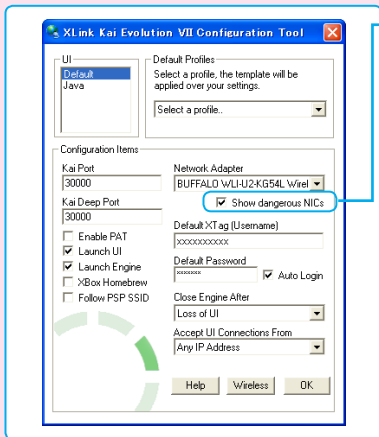 XLink Kai Evolution VII Configuration Tool
UI
Default
Java
Default Profiles
Select a profile, the template will be
applied over your settings.
Select a profile..
Configuration Items
Kai Port
30000
Kai Deep Port
30000
Enable PAT
Launch UI
Launch Engine
XBox Homebrew
Follow PSP SSID
Network Adapter
BUFFALO WLI-U2-KG54L Wirel
Show dangerous NICs
Default XTag (Username)
xxxxxxxxxx
Default Password
xxxxxxx
Auto Login
Close Engine After
Loss of UI
Accept UI Connections From
Any IP Address
Help
Wireless
OK